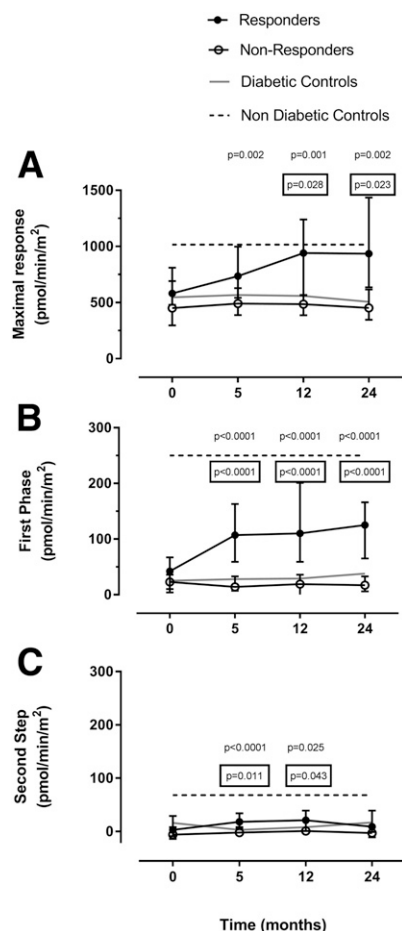 Responders
Non-Responders
Diabetic Controls
Non Diabetic Controls
A
p=0.002 p=0.001 p=0.002
p=0.028 p=0.023
Maximal response
(pmol/min/m²)
1500
1000
500
0
0 5 12 24
B
p<0.0001 p<0.0001 p<0.0001
p<0.0001 p<0.0001 p<0.0001
First Phase
(pmol/min/m²)
300
200
100
0
0 5 12 24
C
p<0.0001 p=0.025
p=0.011 p=0.043
Second Step
(pmol/min/m²)
300
200
100
0
0 5 12 24
Time (months)